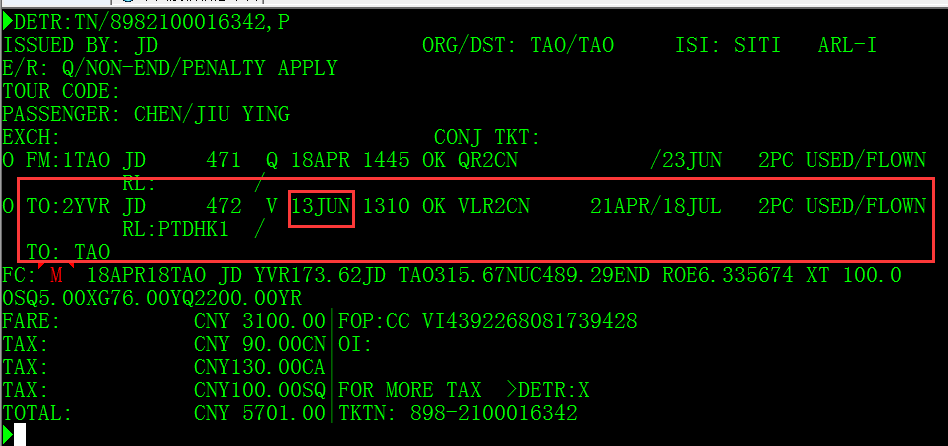 DETR:TN/8982100016342,P
ISSUED BY: JD ORG/DST: TAO/TAO ISI: SITI ARL-I
E/R: Q/NON-END/PENALTY APPLY
TOUR CODE:
PASSENGER: CHEN/JIU YING
EXCH: CONJ TKT:
O FM:1TAO JD 471 Q 18APR 1445 OK QR2CN /23JUN 2PC USED/FLOWN
RL: /
O TO:2YVR JD 472 V 13JUN 1310 OK VLR2CN 21APR/18JUL 2PC USED/FLOWN
RL:PTDHK1 /
TO: TAO
FC: M 18APR18TAO JD YVR173.62JD TAO315.67NUC489.29END ROE6.335674 XT 100.0
0SQ5.00XG76.00YQ2200.00YR
FARE: CNY 3100.00|FOP:CC VI4392268081739428
TAX: CNY 90.00CN|OI:
TAX: CNY130.00CA|
TAX: CNY100.00SQ|FOR MORE TAX >DETR:X
TOTAL: CNY 5701.00|TKTN: 898-2100016342